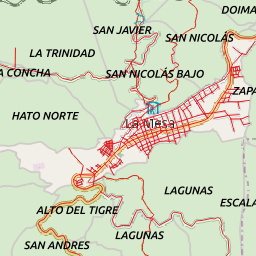 DOIMA
SAN JAVIER
SAN NICOLÁS
LA TRINIDAD
A CONCHA
SAN NICOLÁS BAJO
ZAPA
HATO NORTE
La Mesa
LAGUNAS
ESCALA
ALTO DEL TIGRE
LAGUNAS
SAN ANDRES